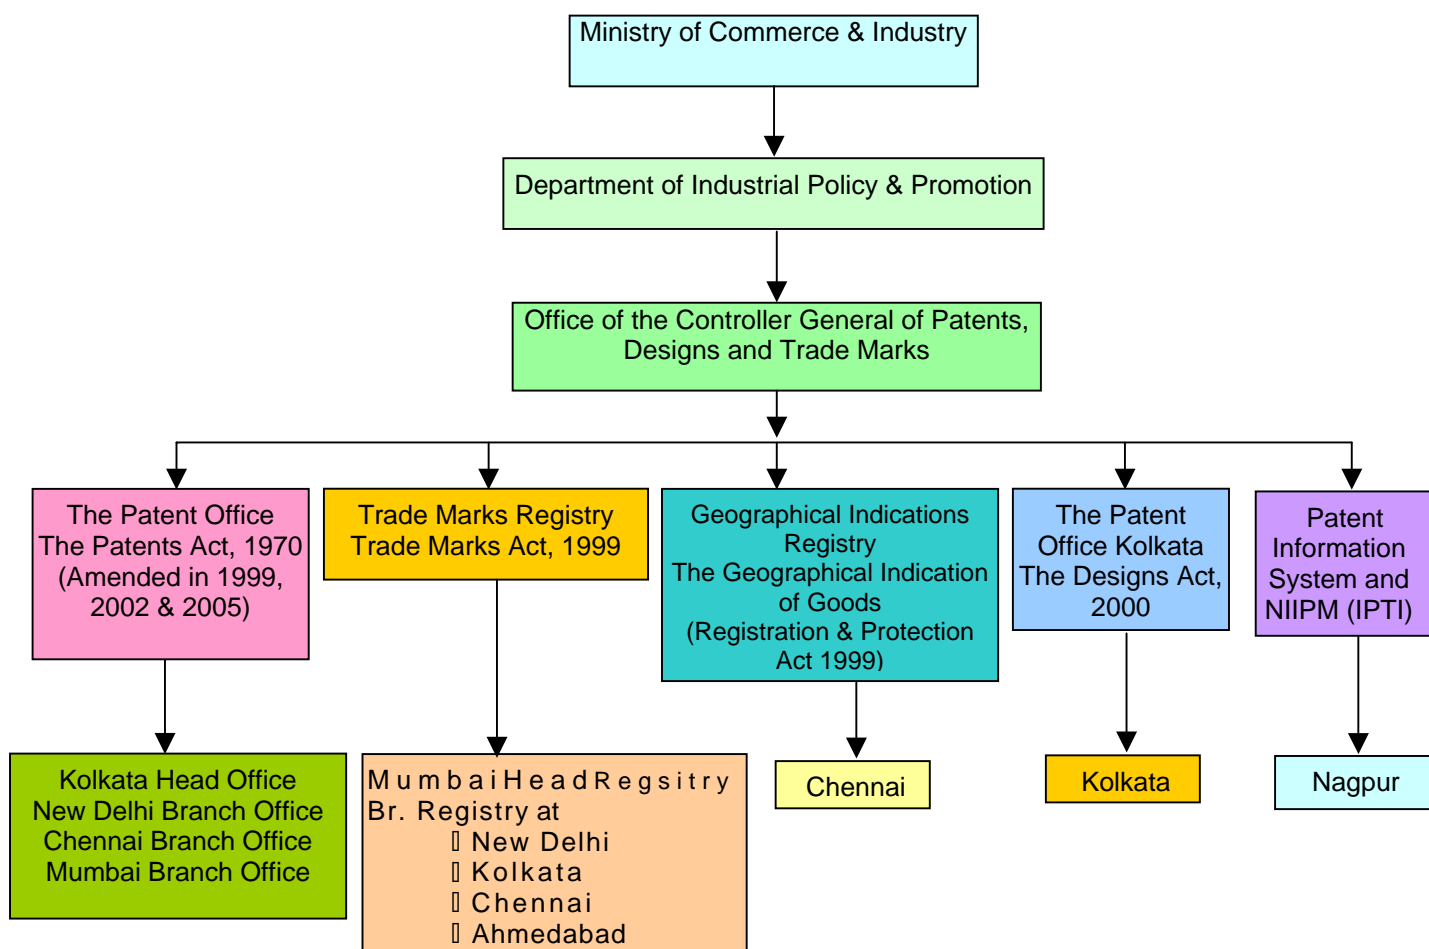 Ministry of Commerce & Industry
Department of Industrial Policy & Promotion
Office of the Controller General of Patents,
Designs and Trade Marks
The Patent Office
The Patents Act, 1970
(Amended in 1999,
2002 & 2005)
Trade Marks Registry
Trade Marks Act, 1999
Geographical Indications
Registry
The Geographical Indication
of Goods
(Registration & Protection
Act 1999)
The Patent
Office Kolkata
The Designs Act,
2000
Patent
Information
System and
NIIPM (IPTI)
Kolkata Head Office
New Delhi Branch Office
Chennai Branch Office
Mumbai Branch Office
Mumbai Head Regsitry
Br. Registry at
▯ New Delhi
▯ Kolkata
▯ Chennai
▯ Ahmedabad
Chennai
Kolkata
Nagpur